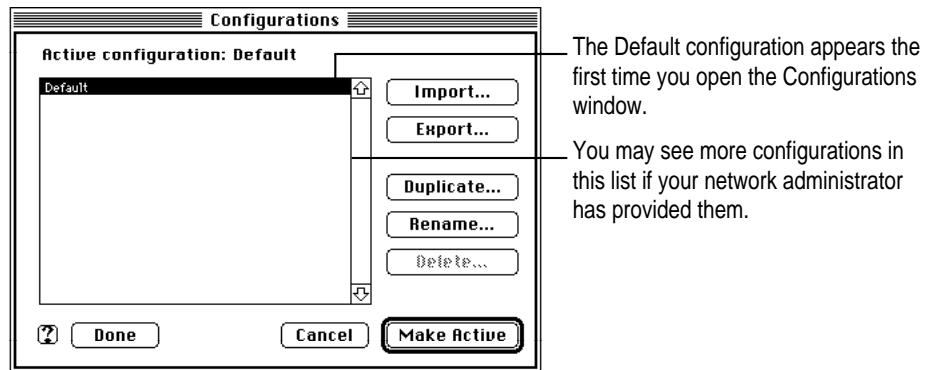 Configurations
Active configuration: Default
Default
Import...
Export...
Duplicate...
Rename...
Delete...
?
Done
Cancel
Make Active
The Default configuration appears the
first time you open the Configurations
window.
You may see more configurations in
this list if your network administrator
has provided them.